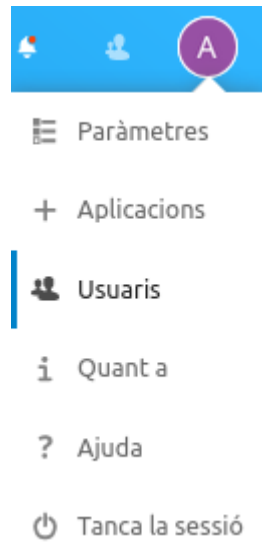 A
Paràmetres
+ Aplicacions
Usuaris
i Quant a
? Ajuda
Tanca la sessió